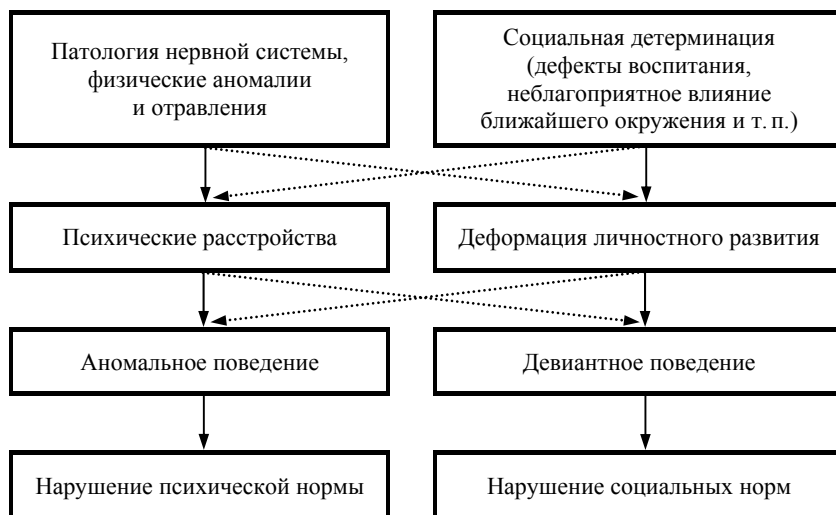 Патология нервной системы,
физические аномалии
и отравления
Социальная детерминация
(дефекты воспитания,
неблагоприятное влияние
ближайшего окружения и т. п.)
Психические расстройства
Деформация личностного развития
Аномальное поведение
Девиантное поведение
Нарушение психической нормы
Нарушение социальных норм